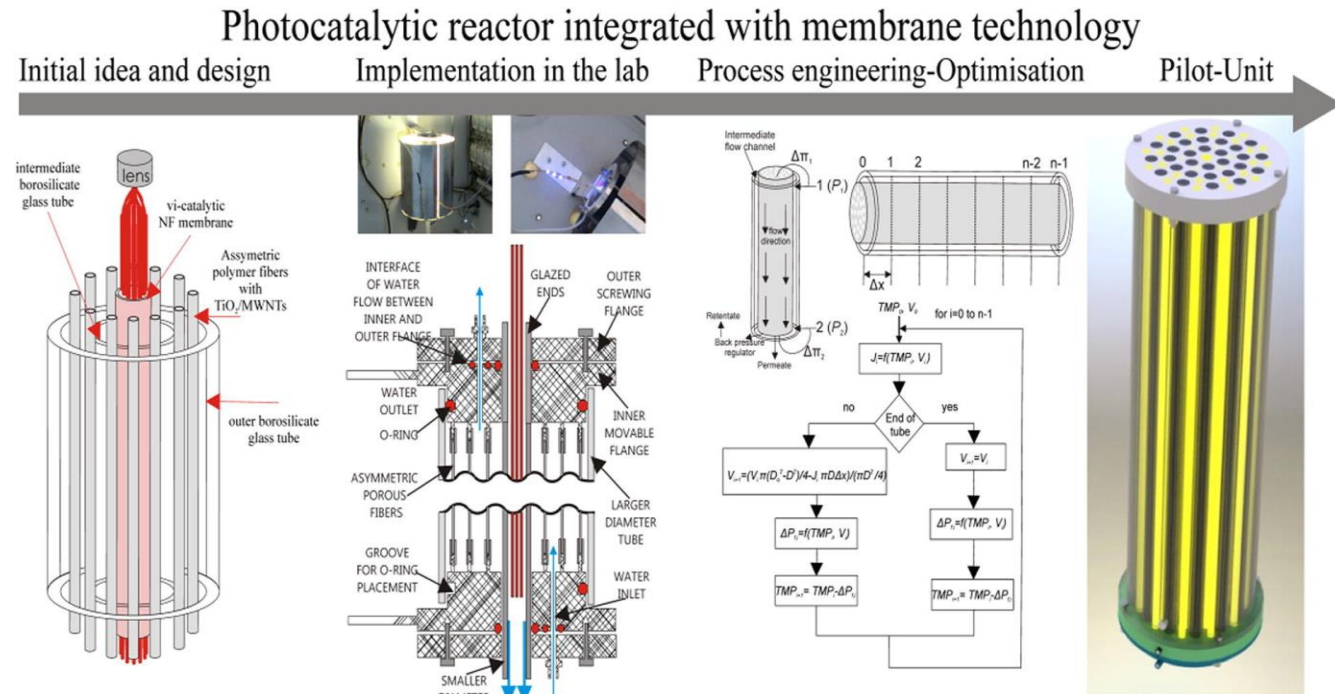 Photocatalytic reactor integrated with membrane technology
Initial idea and design
Implementation in the lab
Process engineering-Optimisation
Pilot-Unit
lens
intermediate
borosilicate
glass tube
vi-catalytic
NF membrane
Assymetric
polymer fibers
with
TiO₂/MWNTs
outer borosilicate
glass tube
INTERFACE
OF WATER
FLOW BETWEEN
INNER AND
OUTER FLANGE
GLAZED
ENDS
OUTER
SCREWING
FLANGE
WATER
OUTLET
O-RING
INNER
MOVABLE
FLANGE
ASYMMETRIC
POROUS
FIBERS
LARGER
DIAMETER
TUBE
GROOVE
FOR O-RING
PLACEMENT
WATER
INLET
SMALLER
Intermediate
flow channel
Δπ₁
1 (P₁)
flow
direction
Retentate
Back pressure
regulator
2 (P₂)
Δπ₂
Permeate
0 1 2 n-2 n-1
Δx
TMP₀, V₀
for i=0 to n-1
Jᵢ=f(TMPᵢ, Vᵢ)
no
End of
tube
yes
Vᵢ₊₁=Vᵢ
ΔP_fi=f(TMPᵢ, Vᵢ)
ΔP_fi=f(TMPᵢ, Vᵢ)
TMPᵢ₊₁= TMPᵢ-ΔP_fi
TMPᵢ₊₁= TMPᵢ-ΔP_fi